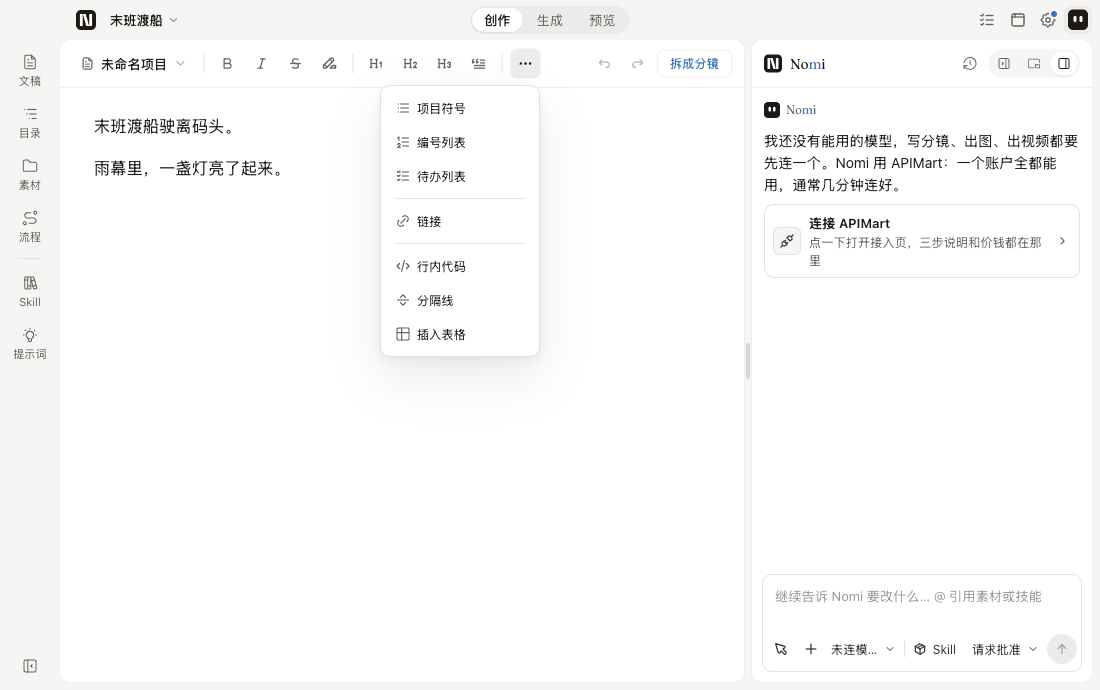 末班渡船
创作
生成
预览
文稿
目录
素材
流程
Skill
提示词
未命名项目
B
I
S
H1
H2
H3
拆成分镜
末班渡船驶离码头。
雨幕里，一盏灯亮了起来。
项目符号
编号列表
待办列表
链接
行内代码
分隔线
插入表格
Nomi
Nomi
我还没有能用的模型，写分镜、出图、出视频都要
先连一个。Nomi 用 APIMart：一个账户全都能
用，通常几分钟连好。
连接 APIMart
点一下打开接入页，三步说明和价钱都在那
里
继续告诉 Nomi 要改什么... @ 引用素材或技能
未连模...
Skill
请求批准